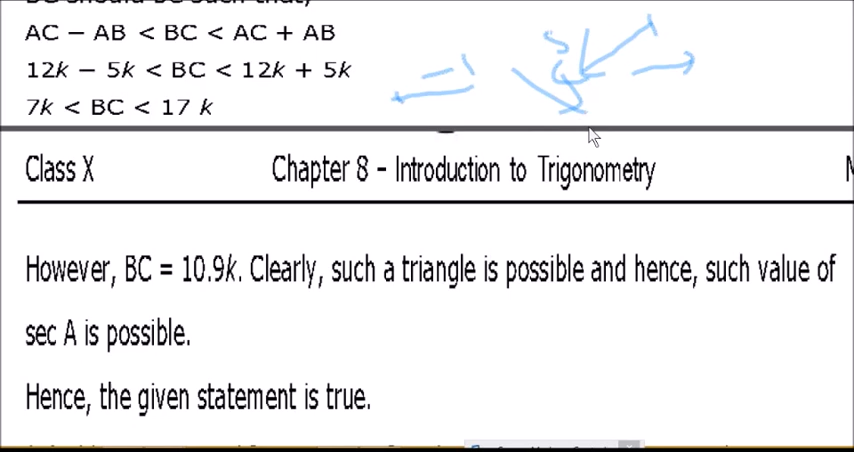 AC − AB < BC < AC + AB
12k − 5k < BC < 12k + 5k
7k < BC < 17 k
Class X Chapter 8 – Introduction to Trigonometry
However, BC = 10.9k. Clearly, such a triangle is possible and hence, such value of
sec A is possible.
Hence, the given statement is true.